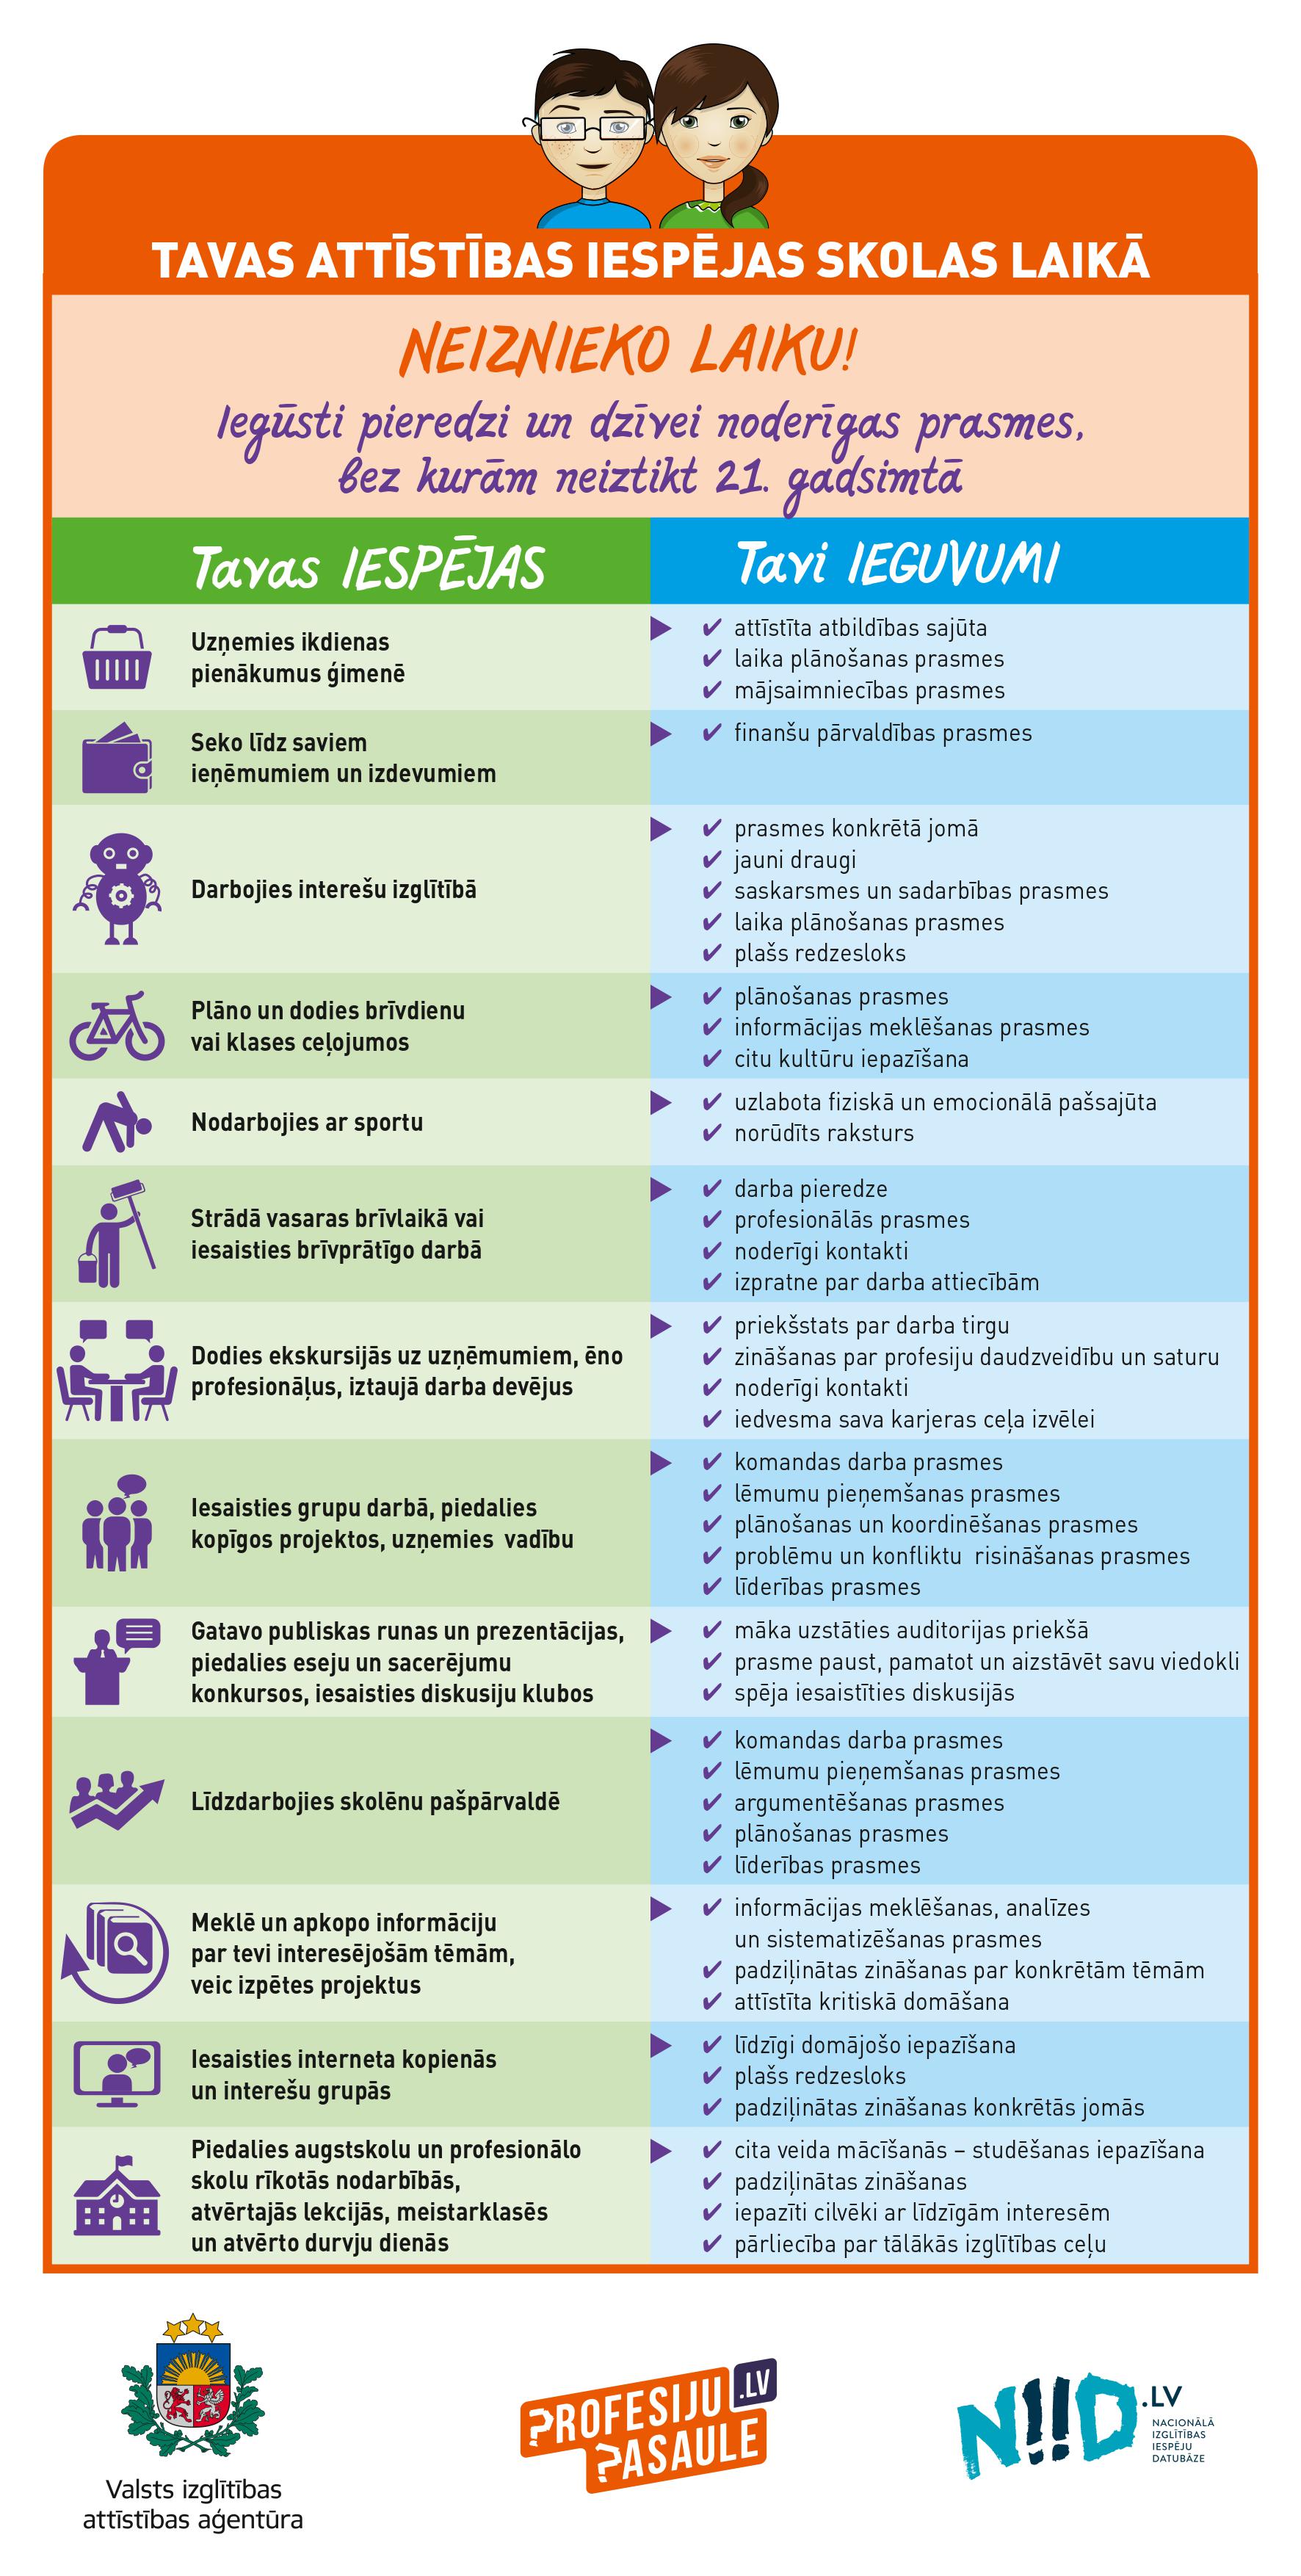 TAVAS ATTĪSTĪBAS IESPĒJAS SKOLAS LAIKĀ
NEIZNIEKO LAIKU!
Iegūsti pieredzi un dzīvei noderīgas prasmes,
bez kurām neiztikt 21. gadsimtā
Tavas IESPĒJAS
Tavi IEGUVUMI
Uzņemies ikdienas
pienākumus ģimenē
✔ attīstīta atbildības sajūta
✔ laika plānošanas prasmes
✔ mājsaimniecības prasmes
Seko līdz saviem
ieņēmumiem un izdevumiem
✔ finanšu pārvaldības prasmes
Darbojies interešu izglītībā
✔ prasmes konkrētā jomā
✔ jauni draugi
✔ saskarsmes un sadarbības prasmes
✔ laika plānošanas prasmes
✔ plašs redzesloks
Plāno un dodies brīvdienu
vai klases ceļojumos
✔ plānošanas prasmes
✔ informācijas meklēšanas prasmes
✔ citu kultūru iepazīšana
Nodarbojies ar sportu
✔ uzlabota fiziskā un emocionālā pašsajūta
✔ norūdīts raksturs
Strādā vasaras brīvlaikā vai
iesaisties brīvprātīgo darbā
✔ darba pieredze
✔ profesionālās prasmes
✔ noderīgi kontakti
✔ izpratne par darba attiecībām
Dodies ekskursijās uz uzņēmumiem, ēno
profesionāļus, iztaujā darba devējus
✔ priekšstats par darba tirgu
✔ zināšanas par profesiju daudzveidību un saturu
✔ noderīgi kontakti
✔ iedvesma sava karjeras ceļa izvēlei
Iesaisties grupu darbā, piedalies
kopīgos projektos, uzņemies vadību
✔ komandas darba prasmes
✔ lēmumu pieņemšanas prasmes
✔ plānošanas un koordinēšanas prasmes
✔ problēmu un konfliktu risināšanas prasmes
✔ līderības prasmes
Gatavo publiskas runas un prezentācijas,
piedalies eseju un sacerējumu
konkursos, iesaisties diskusiju klubos
✔ māka uzstāties auditorijas priekšā
✔ prasme paust, pamatot un aizstāvēt savu viedokli
✔ spēja iesaistīties diskusijās
Līdzdarbojies skolēnu pašpārvaldē
✔ komandas darba prasmes
✔ lēmumu pieņemšanas prasmes
✔ argumentēšanas prasmes
✔ plānošanas prasmes
✔ līderības prasmes
Meklē un apkopo informāciju
par tevi interesējošām tēmām,
veic izpētes projektus
✔ informācijas meklēšanas, analīzes
un sistematizēšanas prasmes
✔ padziļinātas zināšanas par konkrētām tēmām
✔ attīstīta kritiskā domāšana
Iesaisties interneta kopienās
un interešu grupās
✔ līdzīgi domājošo iepazīšana
✔ plašs redzesloks
✔ padziļinātas zināšanas konkrētās jomās
Piedalies augstskolu un profesionālo
skolu rīkotās nodarbībās,
atvērtajās lekcijās, meistarklasēs
un atvērto durvju dienās
✔ cita veida mācīšanās – studēšanas iepazīšana
✔ padziļinātas zināšanas
✔ iepazīti cilvēki ar līdzīgām interesēm
✔ pārliecība par tālākās izglītības ceļu
Valsts izglītības
attīstības aģentūra
?ROFESIJU.LV
?ASAULE
N!!D.LV
NACIONĀLĀ
IZGLĪTĪBAS
IESPĒJU
DATUBĀZE